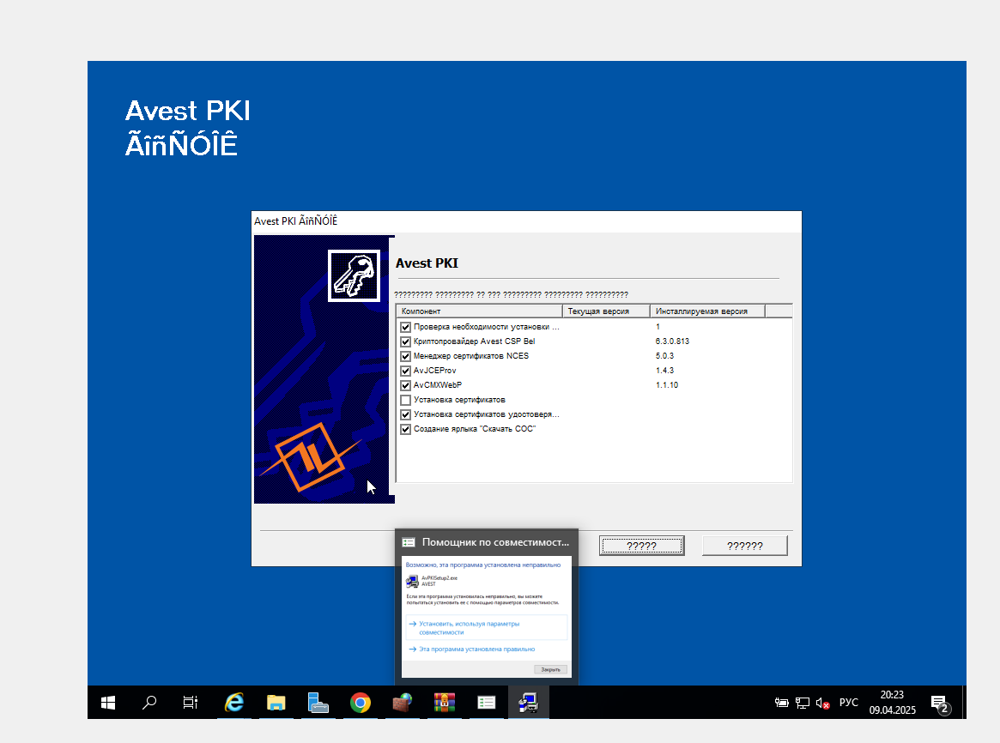 Avest PKI
ÃîñÑÓÎÊ
Avest PKI ÃîñÑÓÎÊ
Avest PKI
????????? ????????? ?? ??? ????????? ????????? ??????????
Компонент Текущая версия Инсталлируемая версия
Проверка необходимости установки ... 1
Криптопровайдер Avest CSP Bel 6.3.0.813
Менеджер сертификатов NCES 5.0.3
AvJCEProv 1.4.3
AvCMXWebP 1.1.10
Установка сертификатов
Установка сертификатов удостоверя...
Создание ярлыка "Скачать СОС"
????? ??????
Помощник по совместимост...
Возможно, эта программа установлена неправильно
AvPKISetup2.exe
AVEST
Если эта программа установилась неправильно, вы можете
попытаться установить ее с помощью параметров совместимости.
Установить, используя параметры
совместимости
Эта программа установлена правильно
Закрыть
РУС
20:23
09.04.2025
2